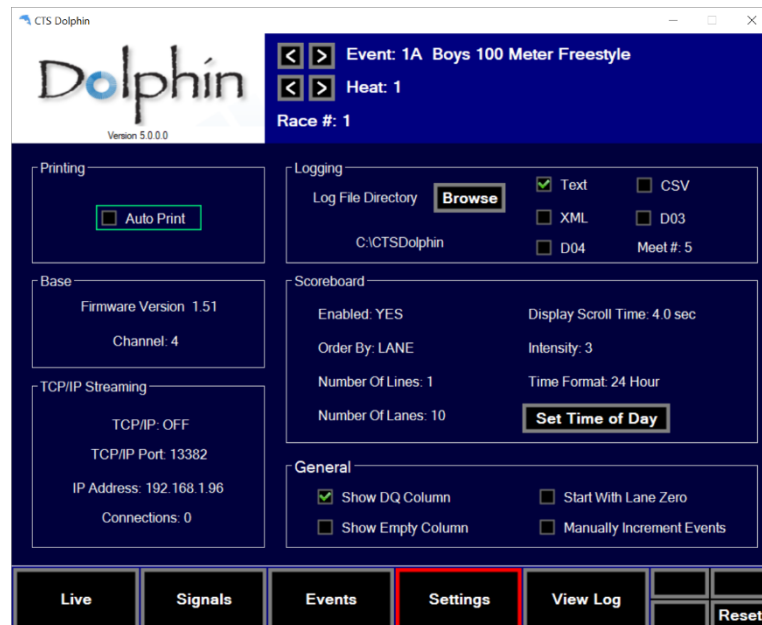 CTS Dolphin
Dolphin
Version 5.0.0.0
< > Event: 1A Boys 100 Meter Freestyle
< > Heat: 1
Race #: 1
Printing
Auto Print
Logging
Log File Directory Browse
C:\CTSDolphin
Text CSV
XML D03
D04 Meet #: 5
Base
Firmware Version 1.51
Channel: 4
Scoreboard
Enabled: YES Display Scroll Time: 4.0 sec
Order By: LANE Intensity: 3
Number Of Lines: 1 Time Format: 24 Hour
Number Of Lanes: 10 Set Time of Day
TCP/IP Streaming
TCP/IP: OFF
TCP/IP Port: 13382
IP Address: 192.168.1.96
Connections: 0
General
Show DQ Column Start With Lane Zero
Show Empty Column Manually Increment Events
Live Signals Events Settings View Log Reset